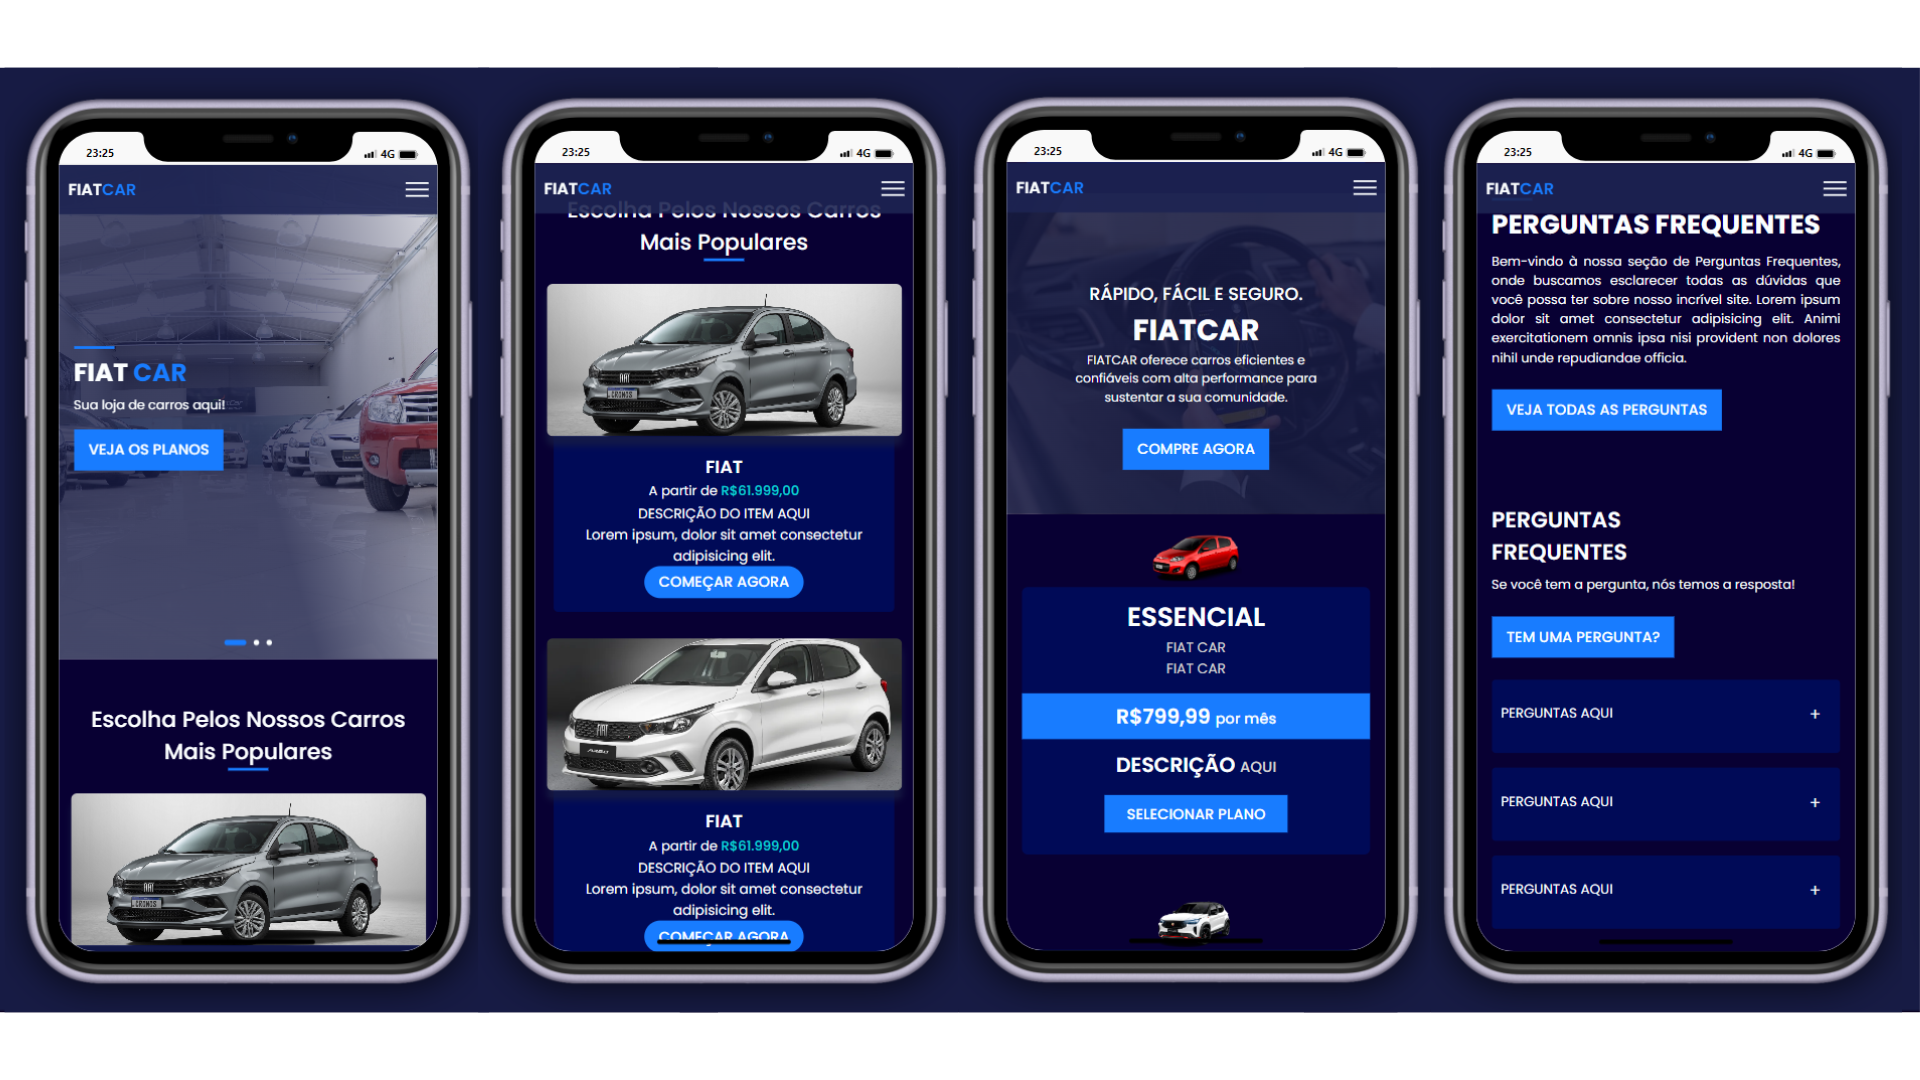 23:25
4G
FIATCAR
FIAT CAR
Sua loja de carros aqui!
VEJA OS PLANOS
Escolha Pelos Nossos Carros
Mais Populares
CRONOS
23:25
4G
FIATCAR
Escolha Pelos Nossos Carros
Mais Populares
CRONOS
FIAT
A partir de R$61.999,00
DESCRIÇÃO DO ITEM AQUI
Lorem ipsum, dolor sit amet consectetur
adipisicing elit.
COMEÇAR AGORA
ARGO
FIAT
A partir de R$61.999,00
DESCRIÇÃO DO ITEM AQUI
Lorem ipsum, dolor sit amet consectetur
adipisicing elit.
COMEÇAR AGORA
23:25
4G
FIATCAR
RÁPIDO, FÁCIL E SEGURO.
FIATCAR
FIATCAR oferece carros eficientes e
confiáveis com alta performance para
sustentar a sua comunidade.
COMPRE AGORA
ESSENCIAL
FIAT CAR
FIAT CAR
R$799,99 por mês
DESCRIÇÃO AQUI
SELECIONAR PLANO
23:25
4G
FIATCAR
PERGUNTAS FREQUENTES
Bem-vindo à nossa seção de Perguntas Frequentes,
onde buscamos esclarecer todas as dúvidas que
você possa ter sobre nosso incrível site. Lorem ipsum
dolor sit amet consectetur adipisicing elit. Animi
exercitationem omnis ipsa nisi provident non dolores
nihil unde repudiandae officia.
VEJA TODAS AS PERGUNTAS
PERGUNTAS
FREQUENTES
Se você tem a pergunta, nós temos a resposta!
TEM UMA PERGUNTA?
PERGUNTAS AQUI +
PERGUNTAS AQUI +
PERGUNTAS AQUI +